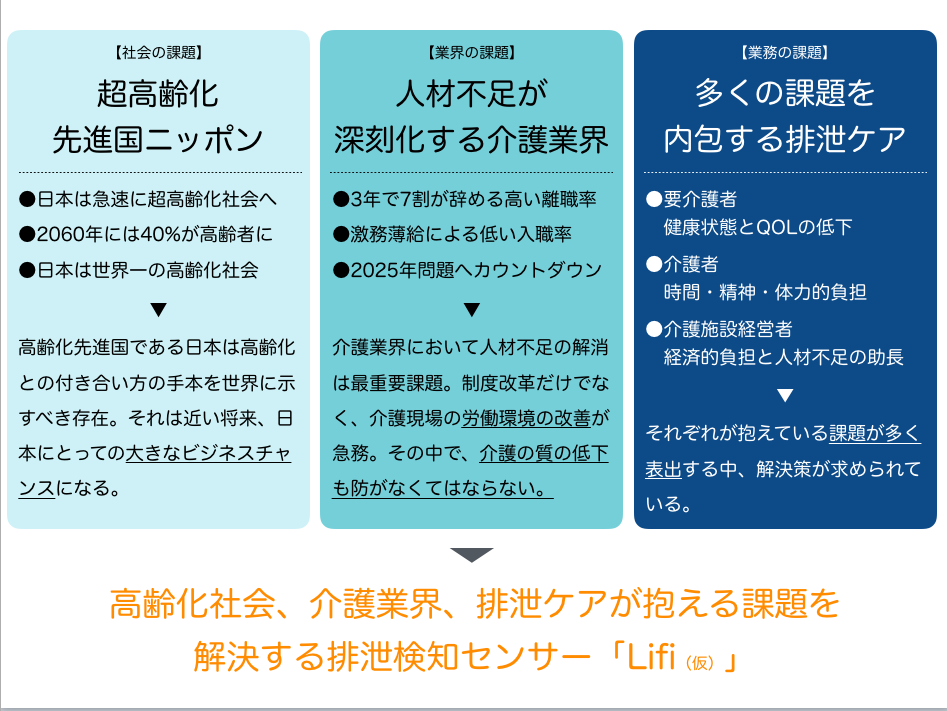 【社会の課題】
超高齢化
先進国ニッポン
●日本は急速に超高齢化社会へ
●2060年には40%が高齢者に
●日本は世界一の高齢化社会
▼
高齢化先進国である日本は高齢化
との付き合い方の手本を世界に示
すべき存在。それは近い将来、日
本にとっての大きなビジネスチャ
ンスになる。
【業界の課題】
人材不足が
深刻化する介護業界
●3年で7割が辞める高い離職率
●激務薄給による低い入職率
●2025年問題へカウントダウン
▼
介護業界において人材不足の解消
は最重要課題。制度改革だけでな
く、介護現場の労働環境の改善が
急務。その中で、介護の質の低下
も防がなくてはならない。
【業務の課題】
多くの課題を
内包する排泄ケア
●要介護者
健康状態とQOLの低下
●介護者
時間・精神・体力的負担
●介護施設経営者
経済的負担と人材不足の助長
▼
それぞれが抱えている課題が多く
表出する中、解決策が求められて
いる。
高齢化社会、介護業界、排泄ケアが抱える課題を
解決する排泄検知センサー「Lifi（仮）」